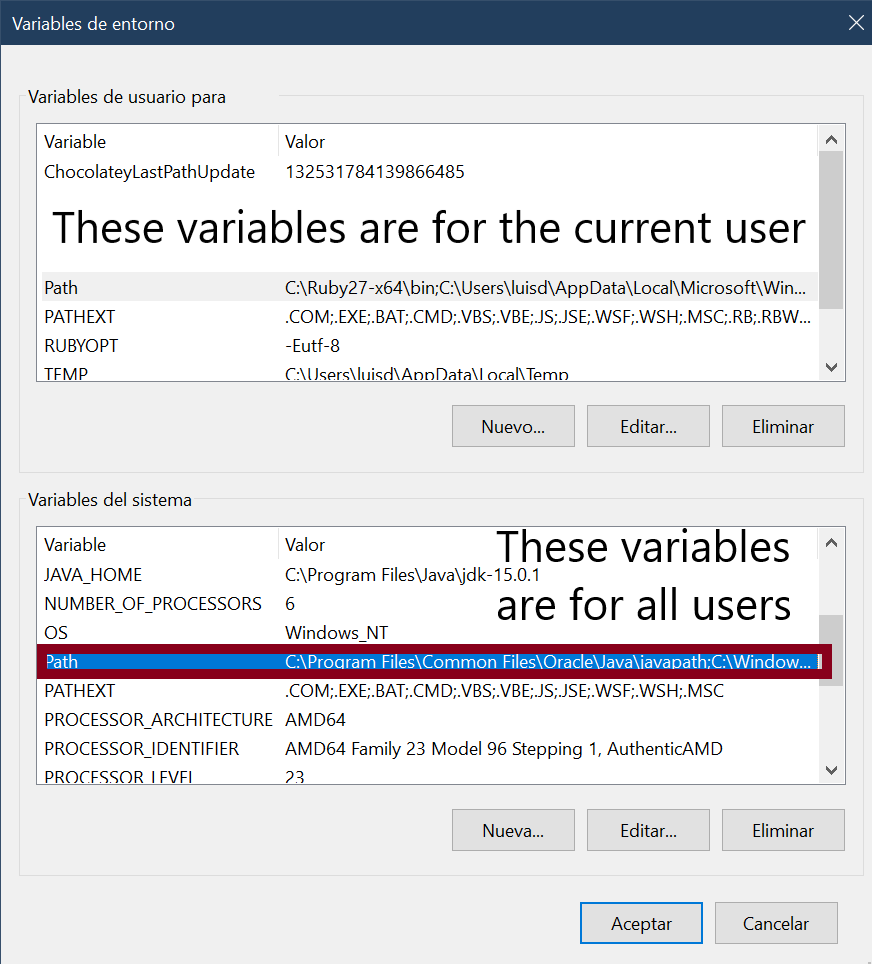 Variables de entorno
Variables de usuario para
Variable Valor
ChocolateyLastPathUpdate 132531784139866485
These variables are for the current user
Path C:\Ruby27-x64\bin;C:\Users\luisd\AppData\Local\Microsoft\Win...
PATHEXT .COM;.EXE;.BAT;.CMD;.VBS;.VBE;.JS;.JSE;.WSF;.WSH;.MSC;.RB;.RBW...
RUBYOPT -Eutf-8
TEMP C:\Users\luisd\AppData\Local\Temp
Nuevo... Editar... Eliminar
Variables del sistema
Variable Valor
These variables
JAVA_HOME C:\Program Files\Java\jdk-15.0.1
NUMBER_OF_PROCESSORS 6
are for all users
OS Windows_NT
Path C:\Program Files\Common Files\Oracle\Java\javapath;C:\Window...
PATHEXT .COM;.EXE;.BAT;.CMD;.VBS;.VBE;.JS;.JSE;.WSF;.WSH;.MSC
PROCESSOR_ARCHITECTURE AMD64
PROCESSOR_IDENTIFIER AMD64 Family 23 Model 96 Stepping 1, AuthenticAMD
PROCESSOR_LEVEL 23
Nueva... Editar... Eliminar
Aceptar Cancelar